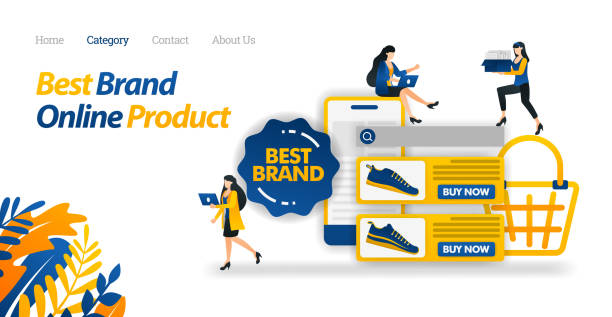 Home Category Contact About Us
Best Brand
Online Product
BEST
BRAND
BUY NOW
BUY NOW